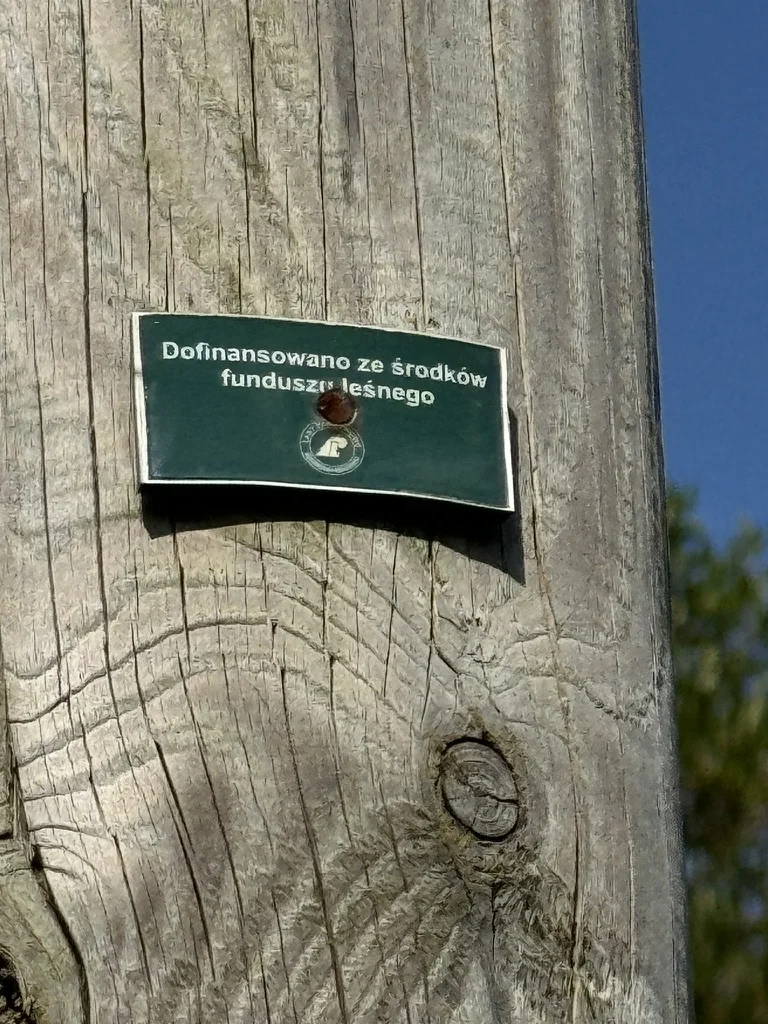 Dofinansowano ze środków
funduszu leśnego